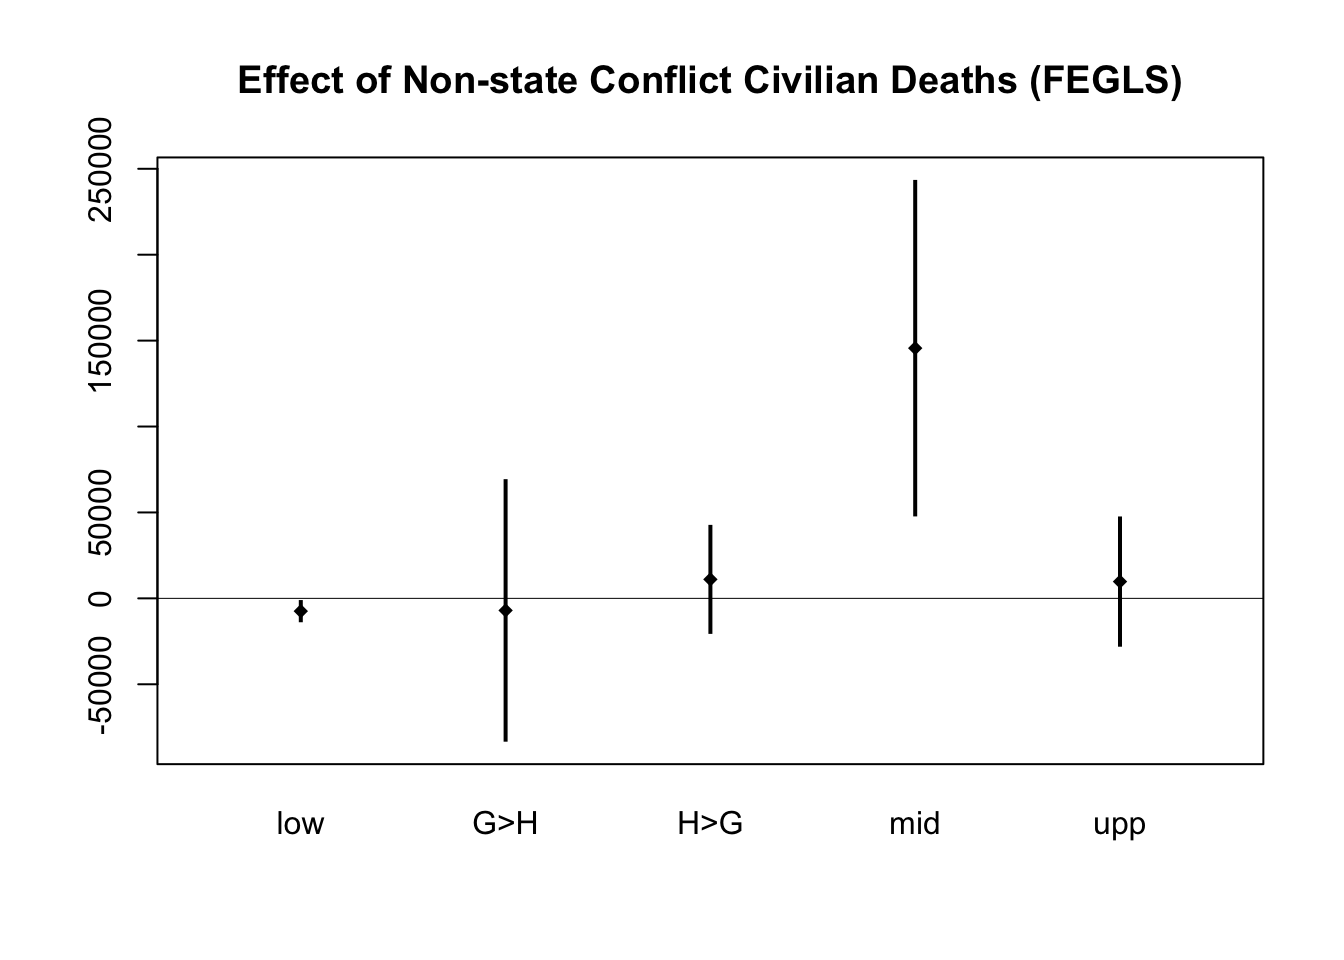 Effect of Non-state Conflict Civilian Deaths (FEGLS)
250000
150000
50000
0
-50000
low G>H H>G mid upp